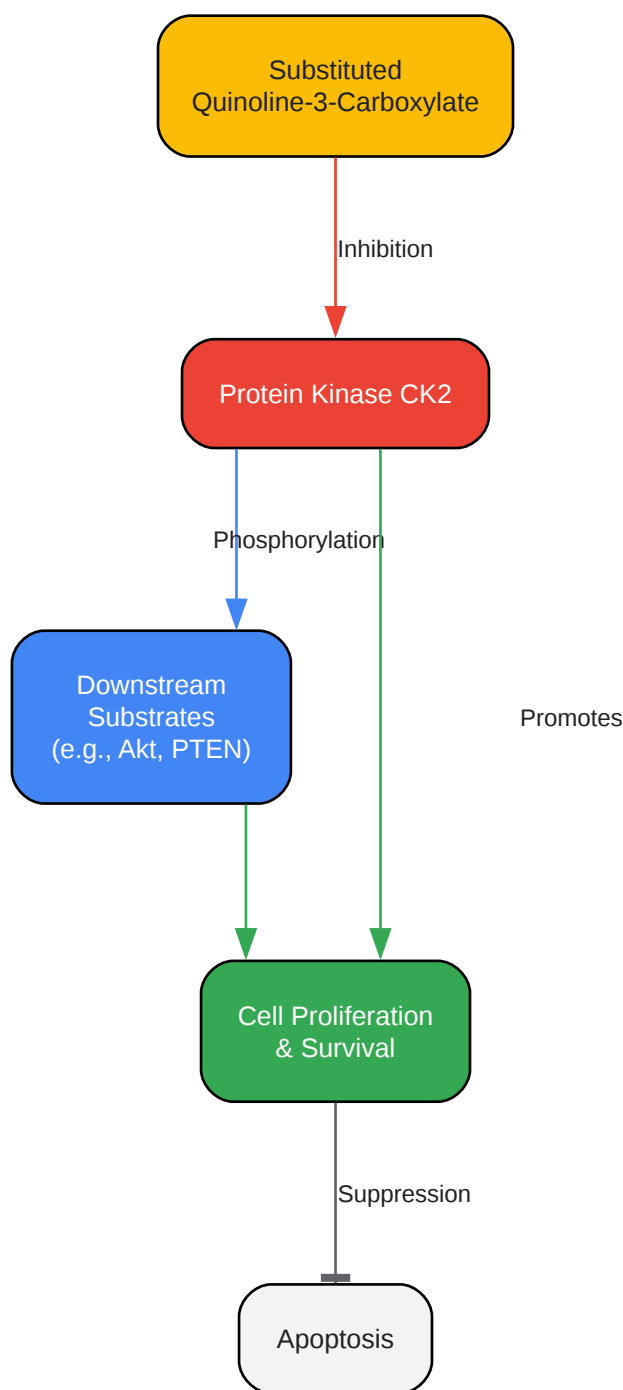 Substituted
Quinoline-3-Carboxylate
Inhibition
Protein Kinase CK2
Phosphorylation
Downstream
Substrates
(e.g., Akt, PTEN)
Promotes
Cell Proliferation
& Survival
Suppression
Apoptosis